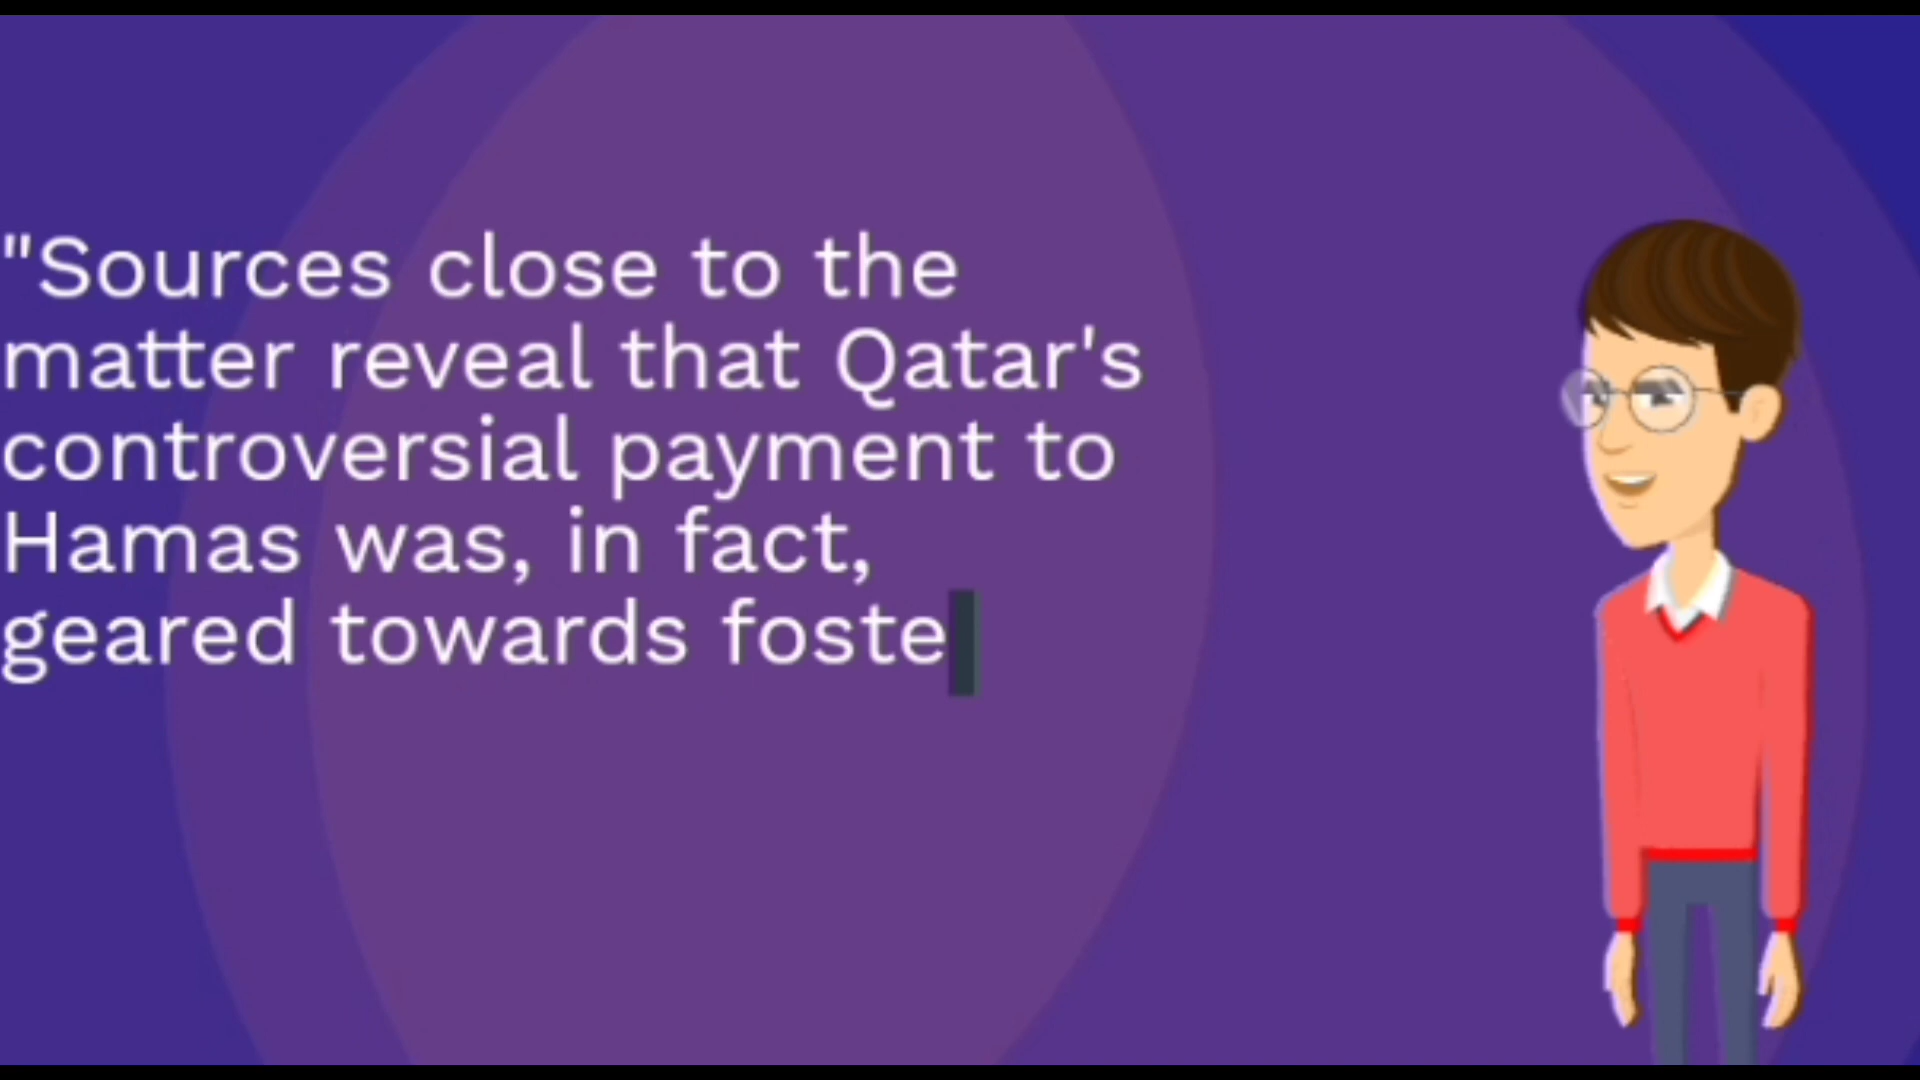 "Sources close to the
matter reveal that Qatar's
controversial payment to
Hamas was, in fact,
geared towards foste